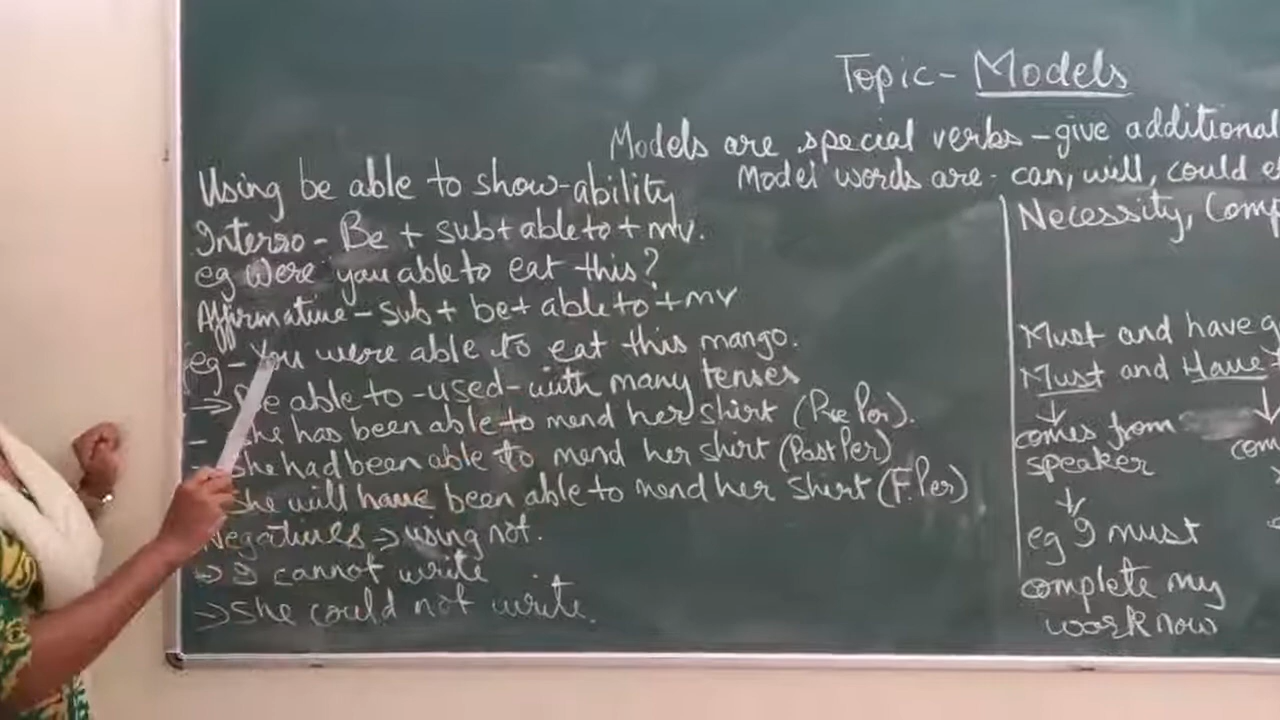 Topic - Models
Models are special verbs - give additional
Model words are - can, will, could
Using be able to show - ability
Interro - Be + sub + able to + mv.
eg Were you able to eat this?
Affirmative - sub + be + able to + mv
eg - You were able to eat this mango.
→ Be able to - used - with many tenses
- She has been able to mend her shirt (Pre Per).
- She had been able to mend her shirt (Past Per)
She will have been able to mend her shirt (F. Per)
Negatives → using not.
→ I cannot write
→ She could not write.
Necessity,
Must and have
Must and Have
↓ ↓
comes from
speaker
↓
eg I must
complete my
work now